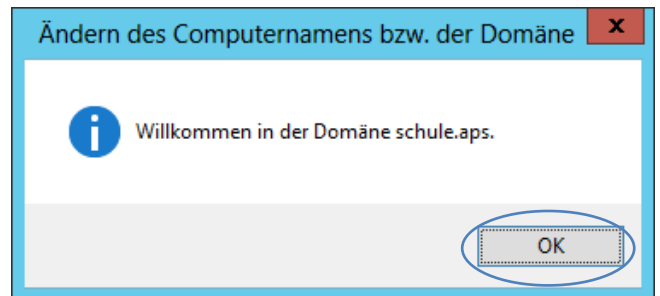 Ändern des Computernamens bzw. der Domäne
Willkommen in der Domäne schule.aps.
OK